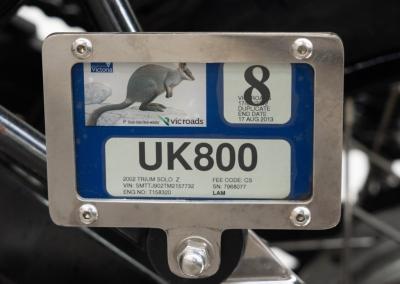 Victoria
vicroads
8
DUPLICATE
END DATE
17 AUG 2013
UK800
2002 TRIUM SOLO Z
FEE CODE: CS
VIN: SMTTJ902TM2157732
SN: 7968077
ENG NO: T158320
LAM